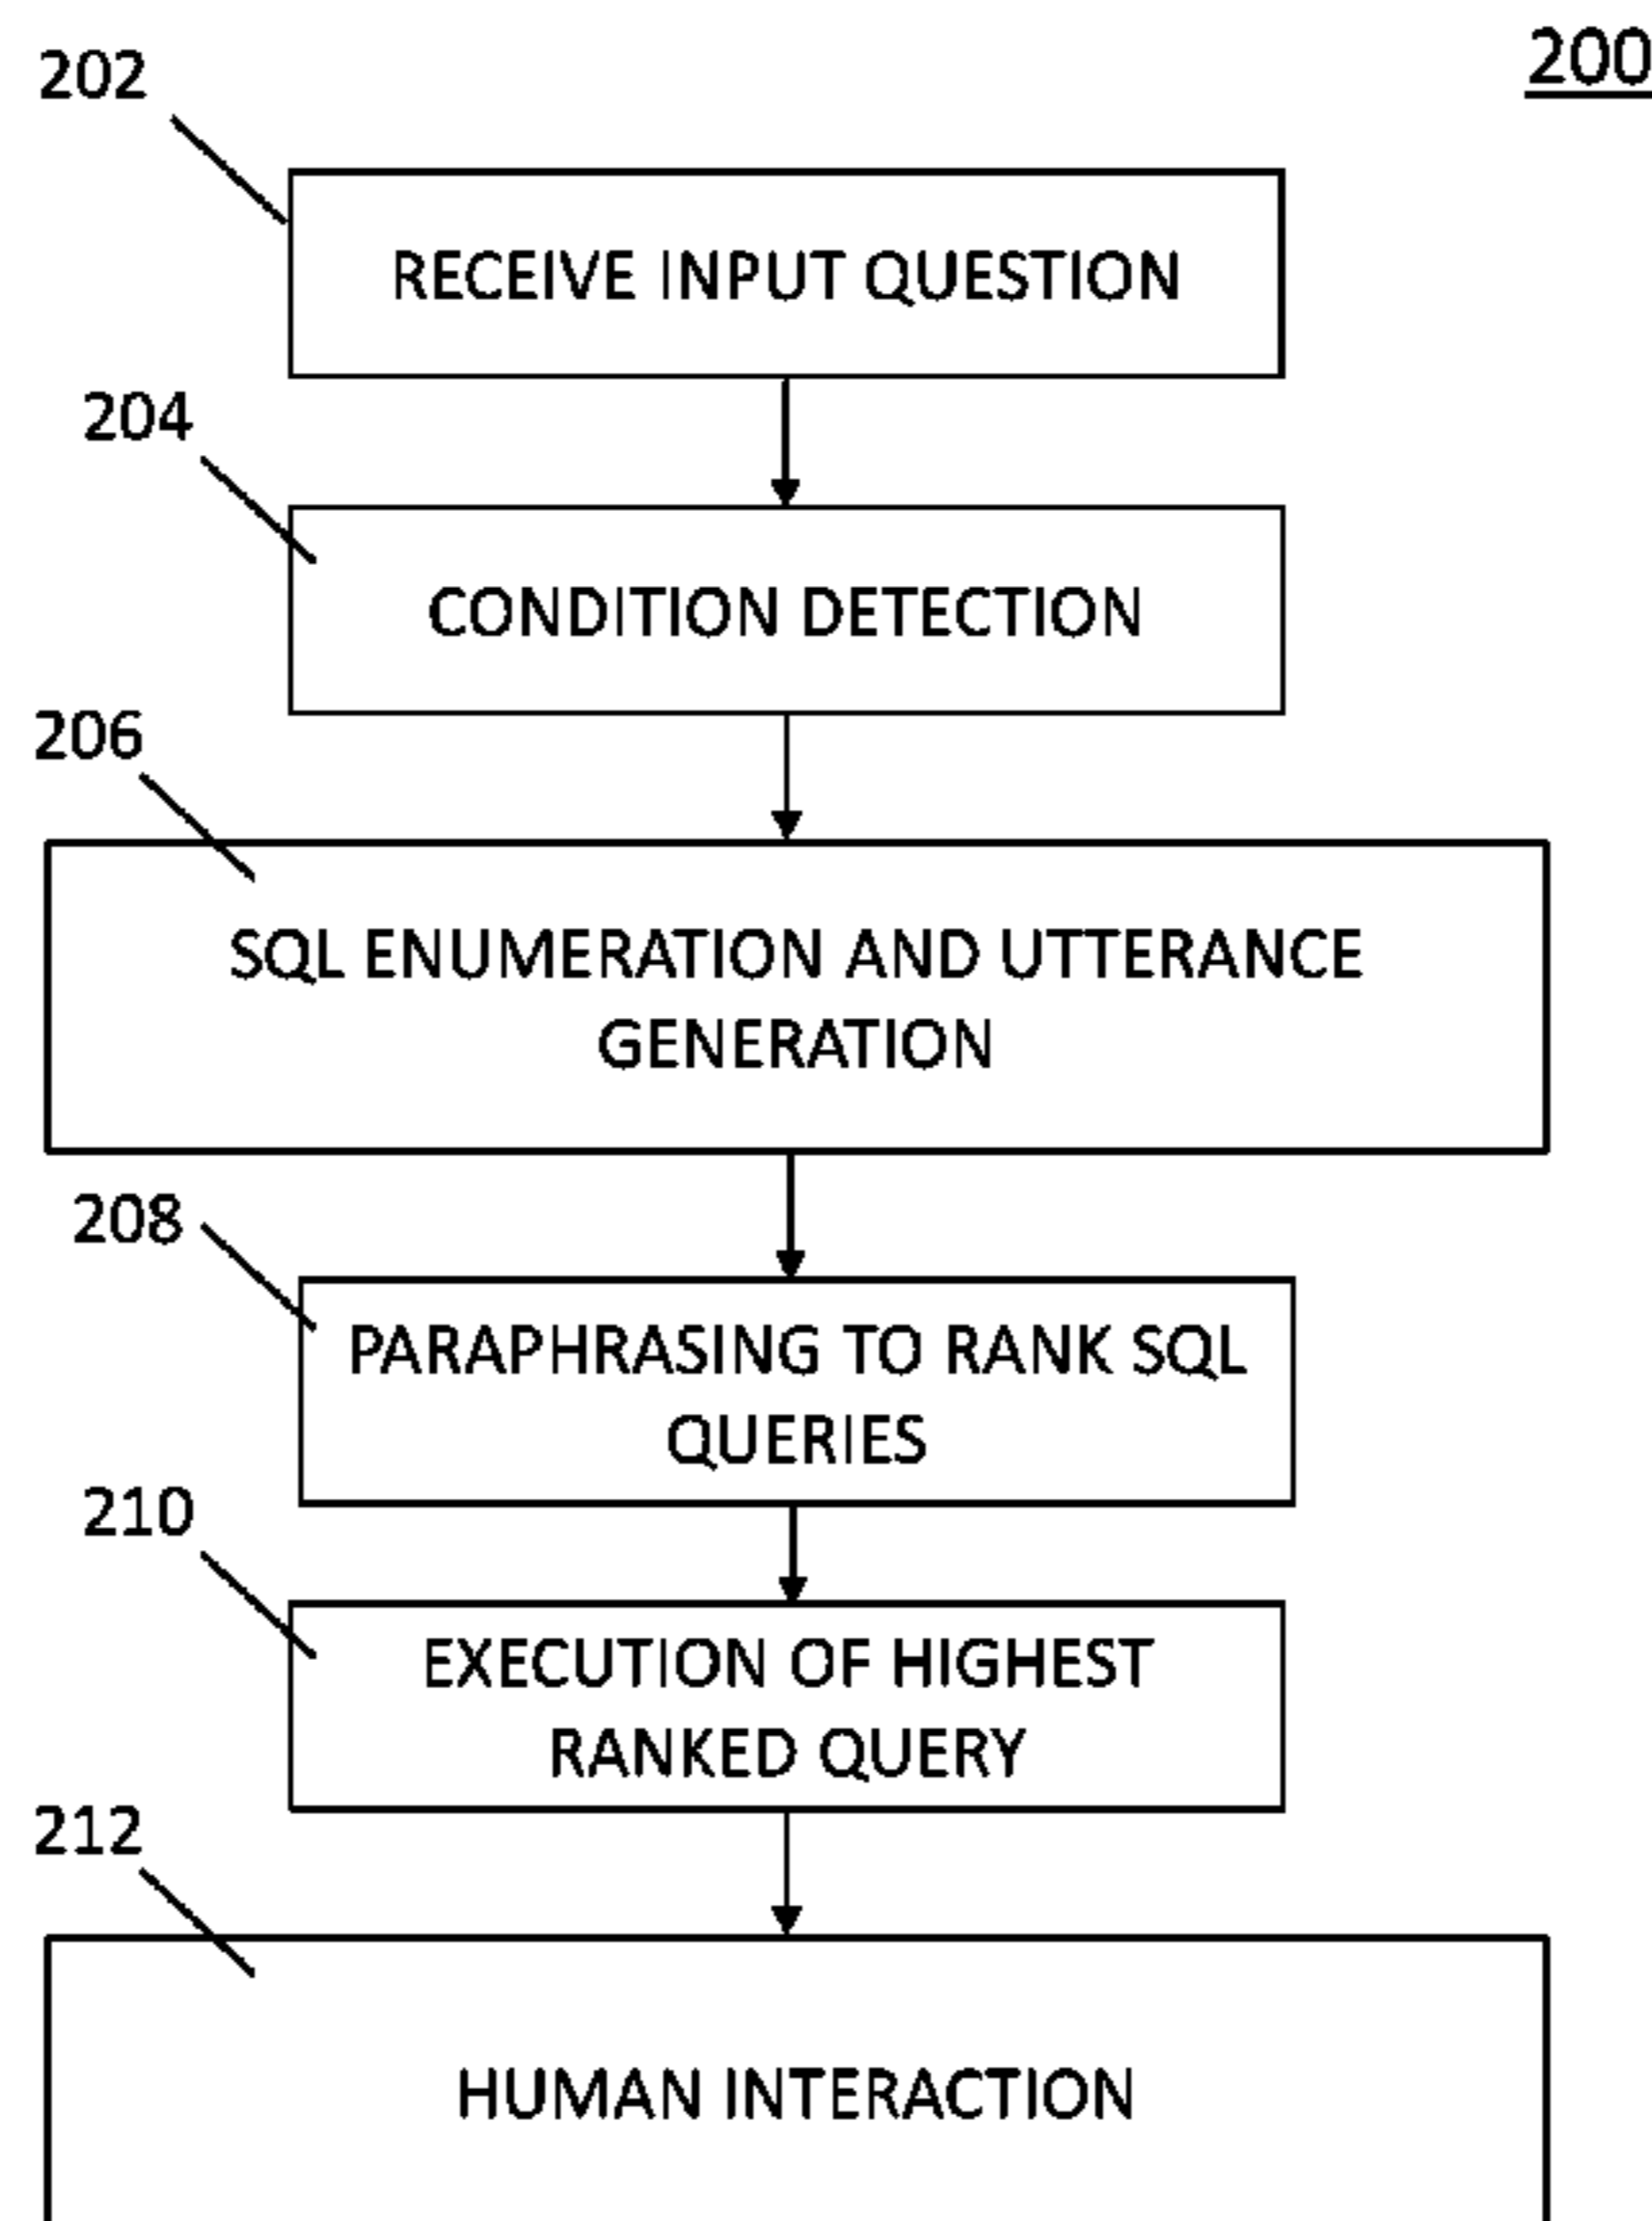 200
202
RECEIVE INPUT QUESTION
204
CONDITION DETECTION
206
SQL ENUMERATION AND UTTERANCE
GENERATION
208
PARAPHRASING TO RANK SQL
QUERIES
210
EXECUTION OF HIGHEST
RANKED QUERY
212
HUMAN INTERACTION